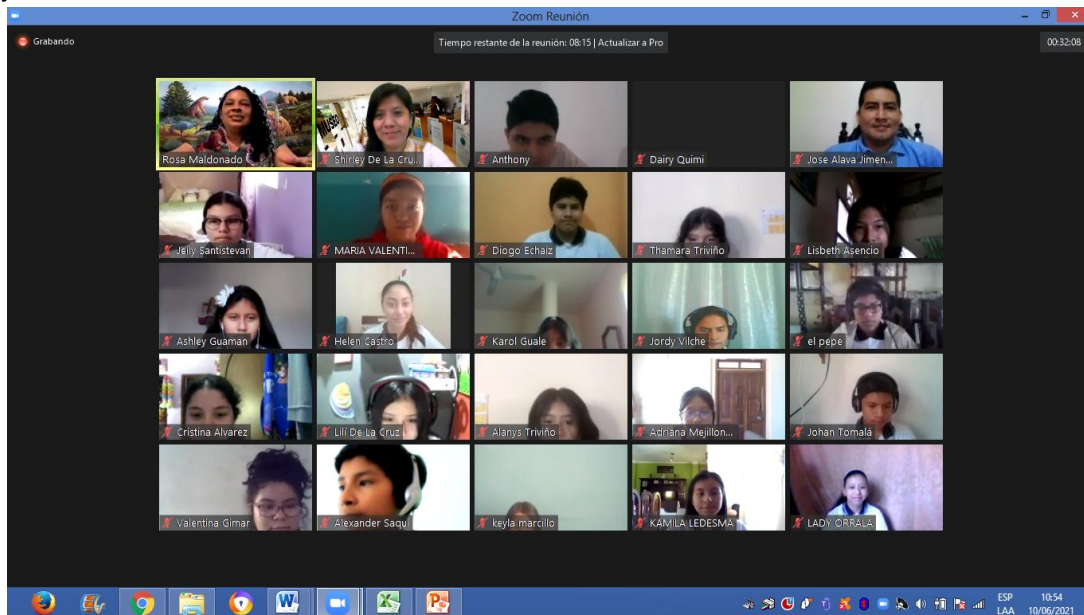 Zoom Reunión
Grabando
Tiempo restante de la reunión: 08:15 | Actualizar a Pro
00:32:08
Rosa Maldonado
Shirley De La Cru...
Anthony
Dairy Quimi
Jose Alava Jimen...
Jelly Santistevan
MARIA VALENTI...
Diogo Echaiz
Thamara Triviño
Lisbeth Asencio
Ashley Guaman
Helen Castro
Karol Guale
Jordy Vilche
el pepe
Cristina Alvarez
Lilí De La Cruz
Alanys Triviño
Adriana Mejillon...
Johan Tomalá
Valentina Gimar
Alexander Saqui
keyla marcillo
KAMILA LEDESMA
LADY ORRALA
ESP
LAA
10:54
10/06/2021